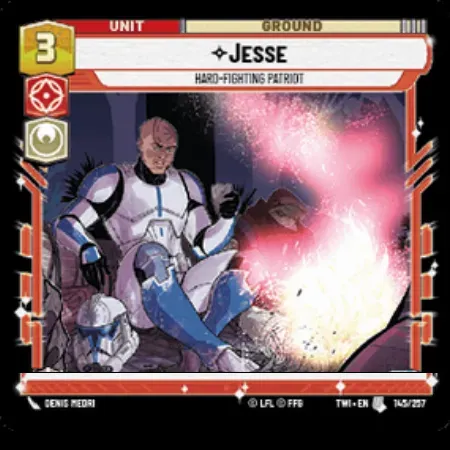 UNIT GROUND
3
JESSE
HARD-FIGHTING PATRIOT
DENIS MEDRI © LFL © FFG TWI • EN 145/257